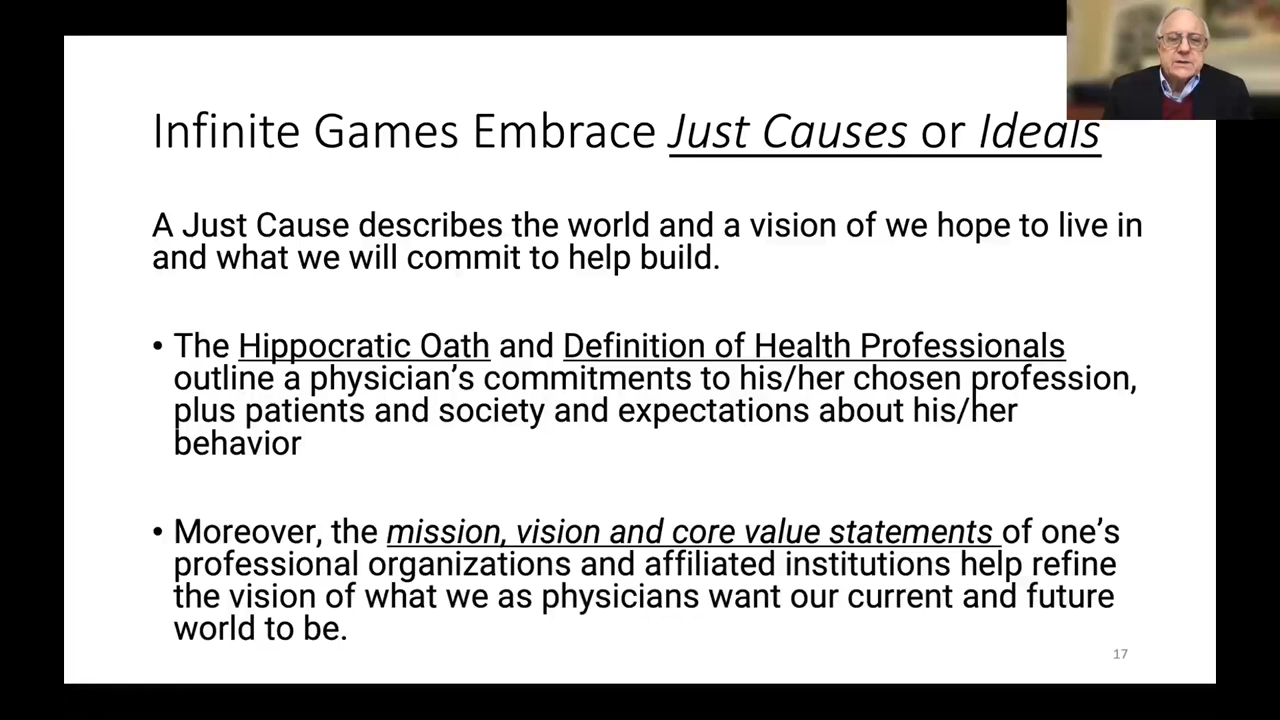 Infinite Games Embrace Just Causes or Ideals
A Just Cause describes the world and a vision of we hope to live in
and what we will commit to help build.
• The Hippocratic Oath and Definition of Health Professionals
outline a physician’s commitments to his/her chosen profession,
plus patients and society and expectations about his/her
behavior
• Moreover, the mission, vision and core value statements of one’s
professional organizations and affiliated institutions help refine
the vision of what we as physicians want our current and future
world to be.
17